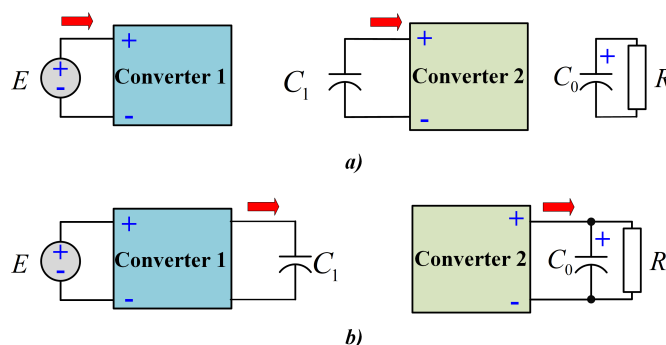 E + - + Converter 1 - C1 + Converter 2 - C0 + R
a)
E + - + Converter 1 - C1 + Converter 2 - C0 + R
b)